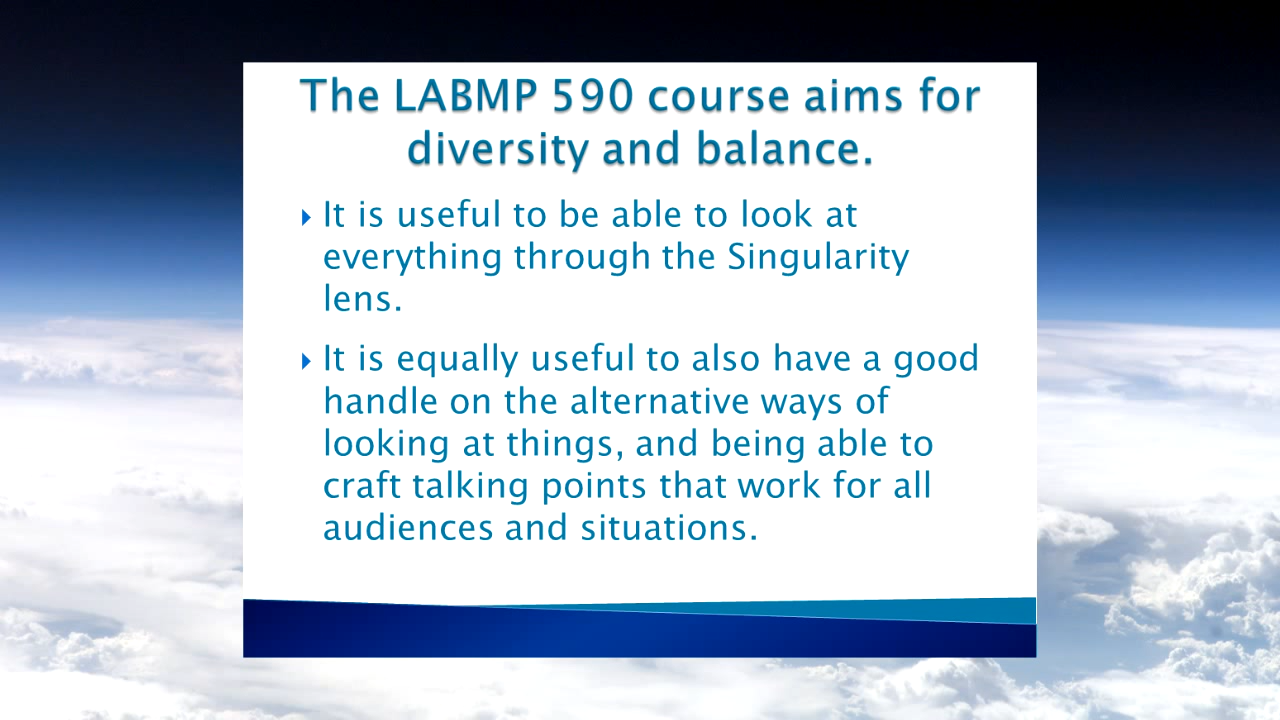 The LABMP 590 course aims for
diversity and balance.
It is useful to be able to look at
everything through the Singularity
lens.
It is equally useful to also have a good
handle on the alternative ways of
looking at things, and being able to
craft talking points that work for all
audiences and situations.